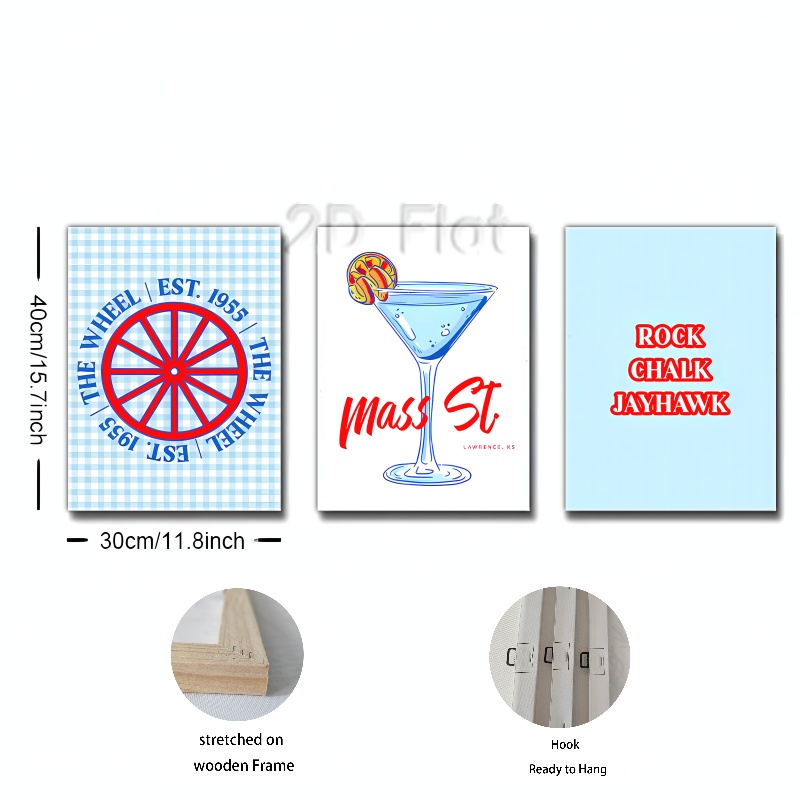 2D Flat
THE WHEEL | EST. 1955 | THE WHEEL | EST. 1955 |
mass St.
LAWRENCE, KS
ROCK
CHALK
JAYHAWK
40cm/15.7inch
30cm/11.8inch
stretched on
wooden Frame
Hook
Ready to Hang